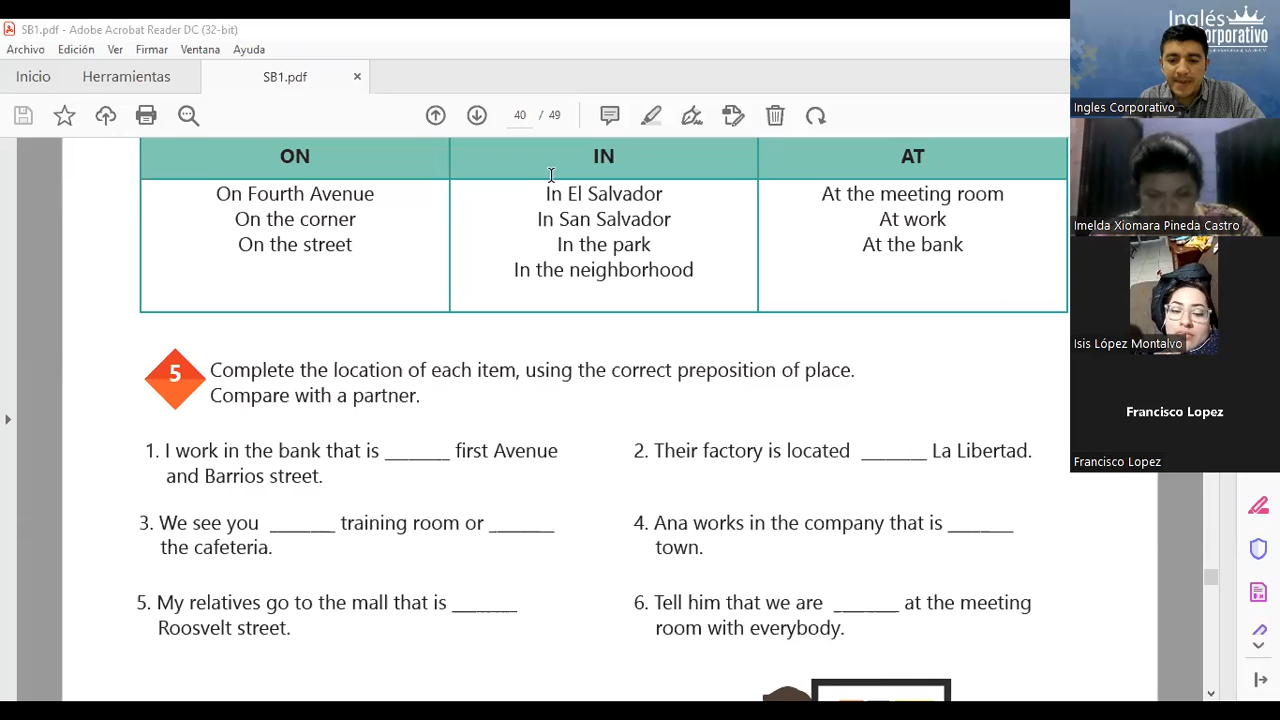 SB1.pdf - Adobe Acrobat Reader DC (32-bit)
Archivo Edición Ver Firmar Ventana Ayuda
Inicio Herramientas SB1.pdf ×
40 / 49
ON IN AT
On Fourth Avenue In El Salvador At the meeting room
On the corner In San Salvador At work
On the street In the park At the bank
In the neighborhood
5 Complete the location of each item, using the correct preposition of place.
Compare with a partner.
1. I work in the bank that is _______ first Avenue
and Barrios street.
2. Their factory is located _______ La Libertad.
3. We see you _______ training room or _______
the cafeteria.
4. Ana works in the company that is _______
town.
5. My relatives go to the mall that is _______
Roosvelt street.
6. Tell him that we are _______ at the meeting
room with everybody.
Inglés
Corporativo
Ingles Corporativo
Imelda Xiomara Pineda Castro
Isis López Montalvo
Francisco Lopez
Francisco Lopez